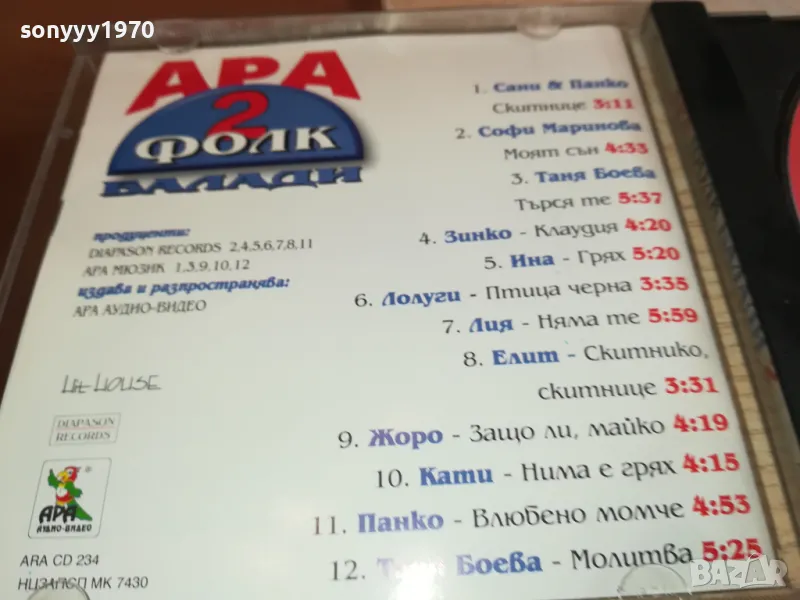 sonyyy1970
АРА
2
ФОЛК
БАЛАДИ
продуценти:
DIAPASON RECORDS 2,4,5,6,7,8,11
АРА МЮЗИК 1,3,9,10,12
издава и разпространява:
АРА АУДИО-ВИДЕО
DIAPASON
RECORDS
АРА
АУДИО-ВИДЕО
ARA CD 234
НИЗАПСП МК 7430
1. Сани & Панко
Скитнице 3:11
2. Софи Маринова
Моят сън 4:33
3. Таня Боева
Търся те 5:37
4. Зинко - Клаудия 4:20
5. Ина - Грях 5:20
6. Лолуги - Птица черна 3:35
7. Лия - Няма те 5:59
8. Елит - Скитнико,
скитнице 3:31
9. Жоро - Защо ли, майко 4:19
10. Кати - Нима е грях 4:15
11. Панко - Влюбено момче 4:53
12. Таня Боева - Молитва 5:25
BAZAR